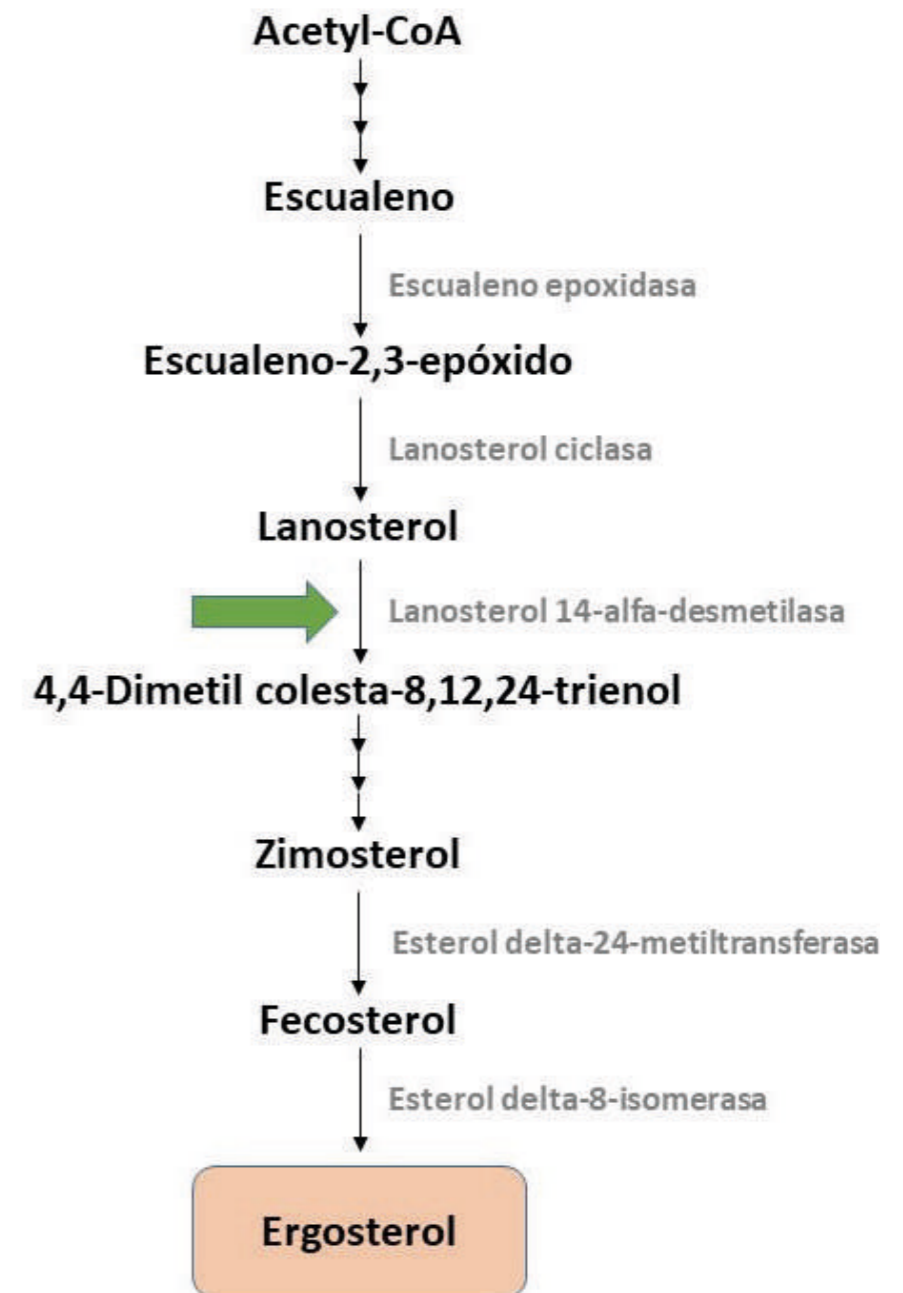 Acetyl-CoA
Escualeno
Escualeno epoxidasa
Escualeno-2,3-epóxido
Lanosterol ciclasa
Lanosterol
Lanosterol 14-alfa-desmetilasa
4,4-Dimetil colesta-8,12,24-trienol
Zimosterol
Esterol delta-24-metiltransferasa
Fecosterol
Esterol delta-8-isomerasa
Ergosterol